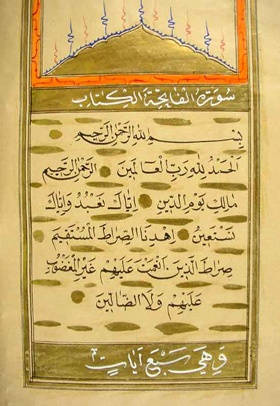 سورة الفاتحة الكتاب
بسم الله الرحمن الرحيم
الحمد لله رب العالمين الرحمن الرحيم
مالك يوم الدين إياك نعبد وإياك
نستعين اهدنا الصراط المستقيم
صراط الذين أنعمت عليهم غير المغضوب
عليهم ولا الضالين
وهي سبع آيات